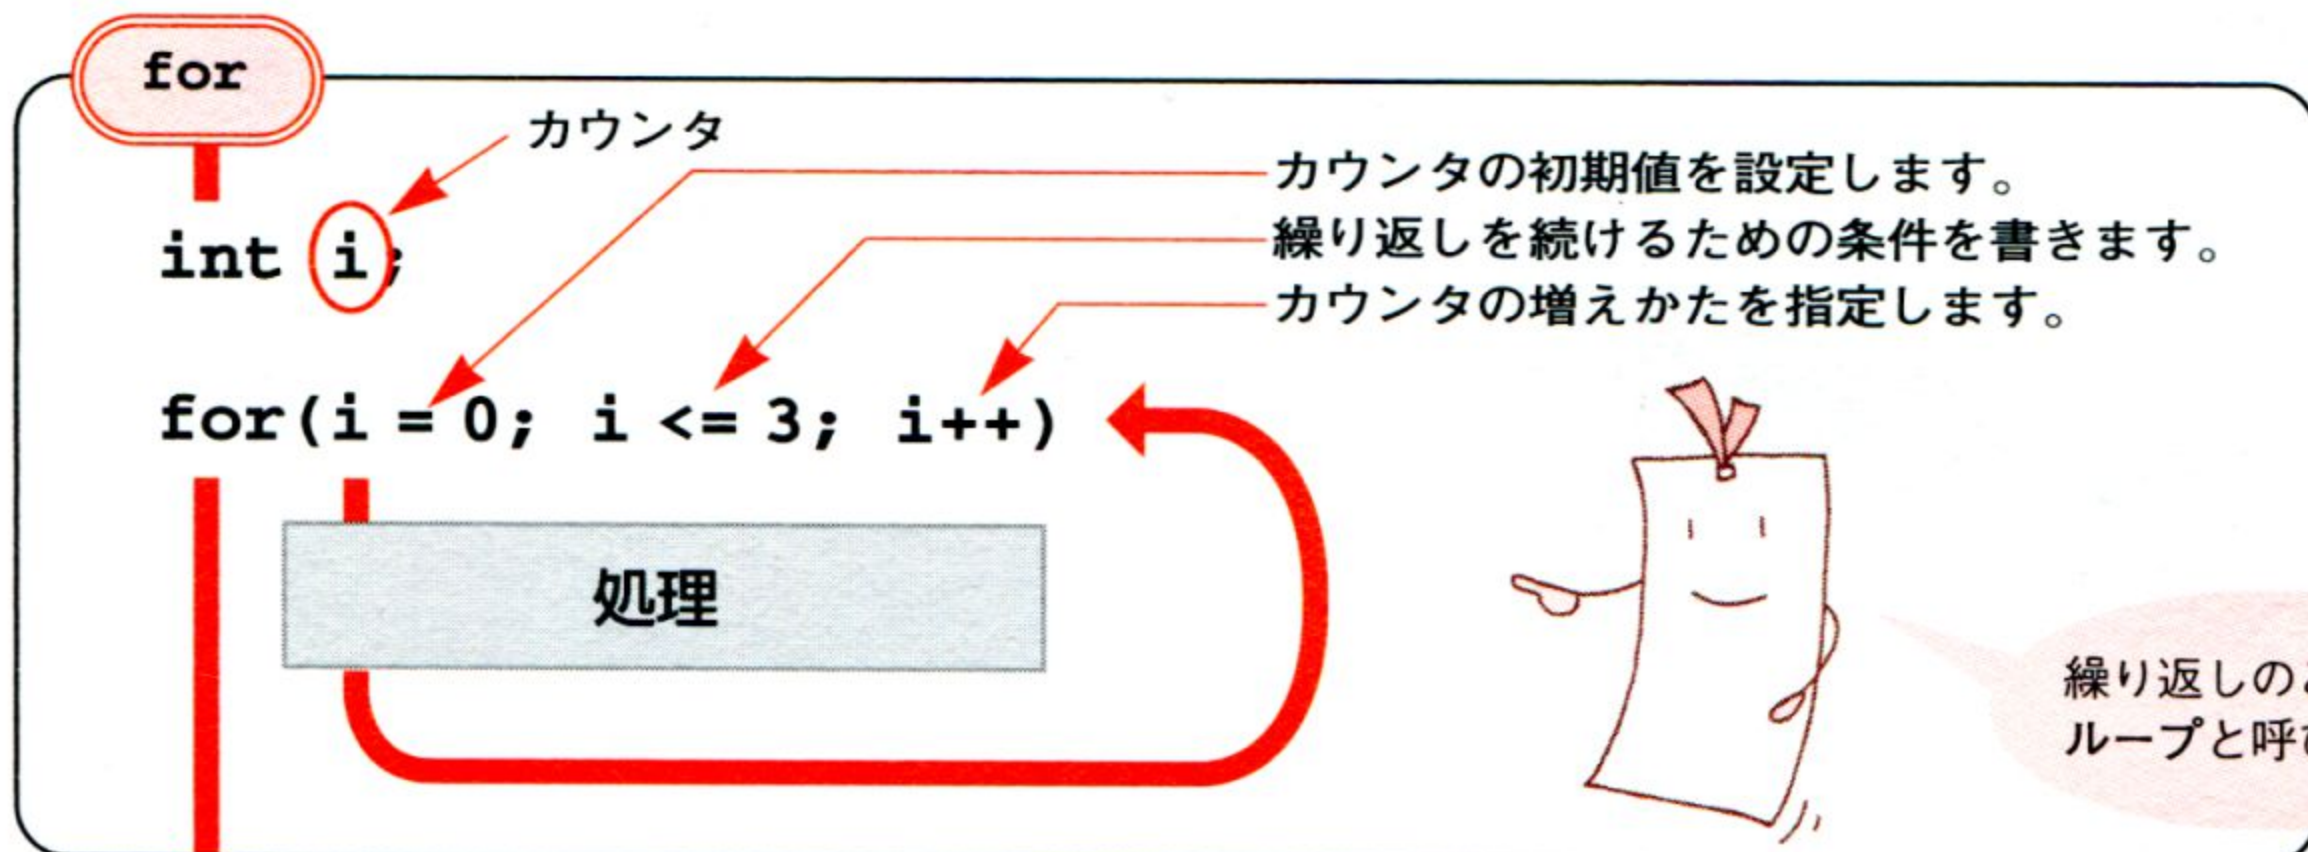 for
カウンタ
カウンタの初期値を設定します。
繰り返しを続けるための条件を書きます。
カウンタの増えかたを指定します。
int i;
for(i = 0; i <= 3; i++)
処理
繰り返しの
ループと呼